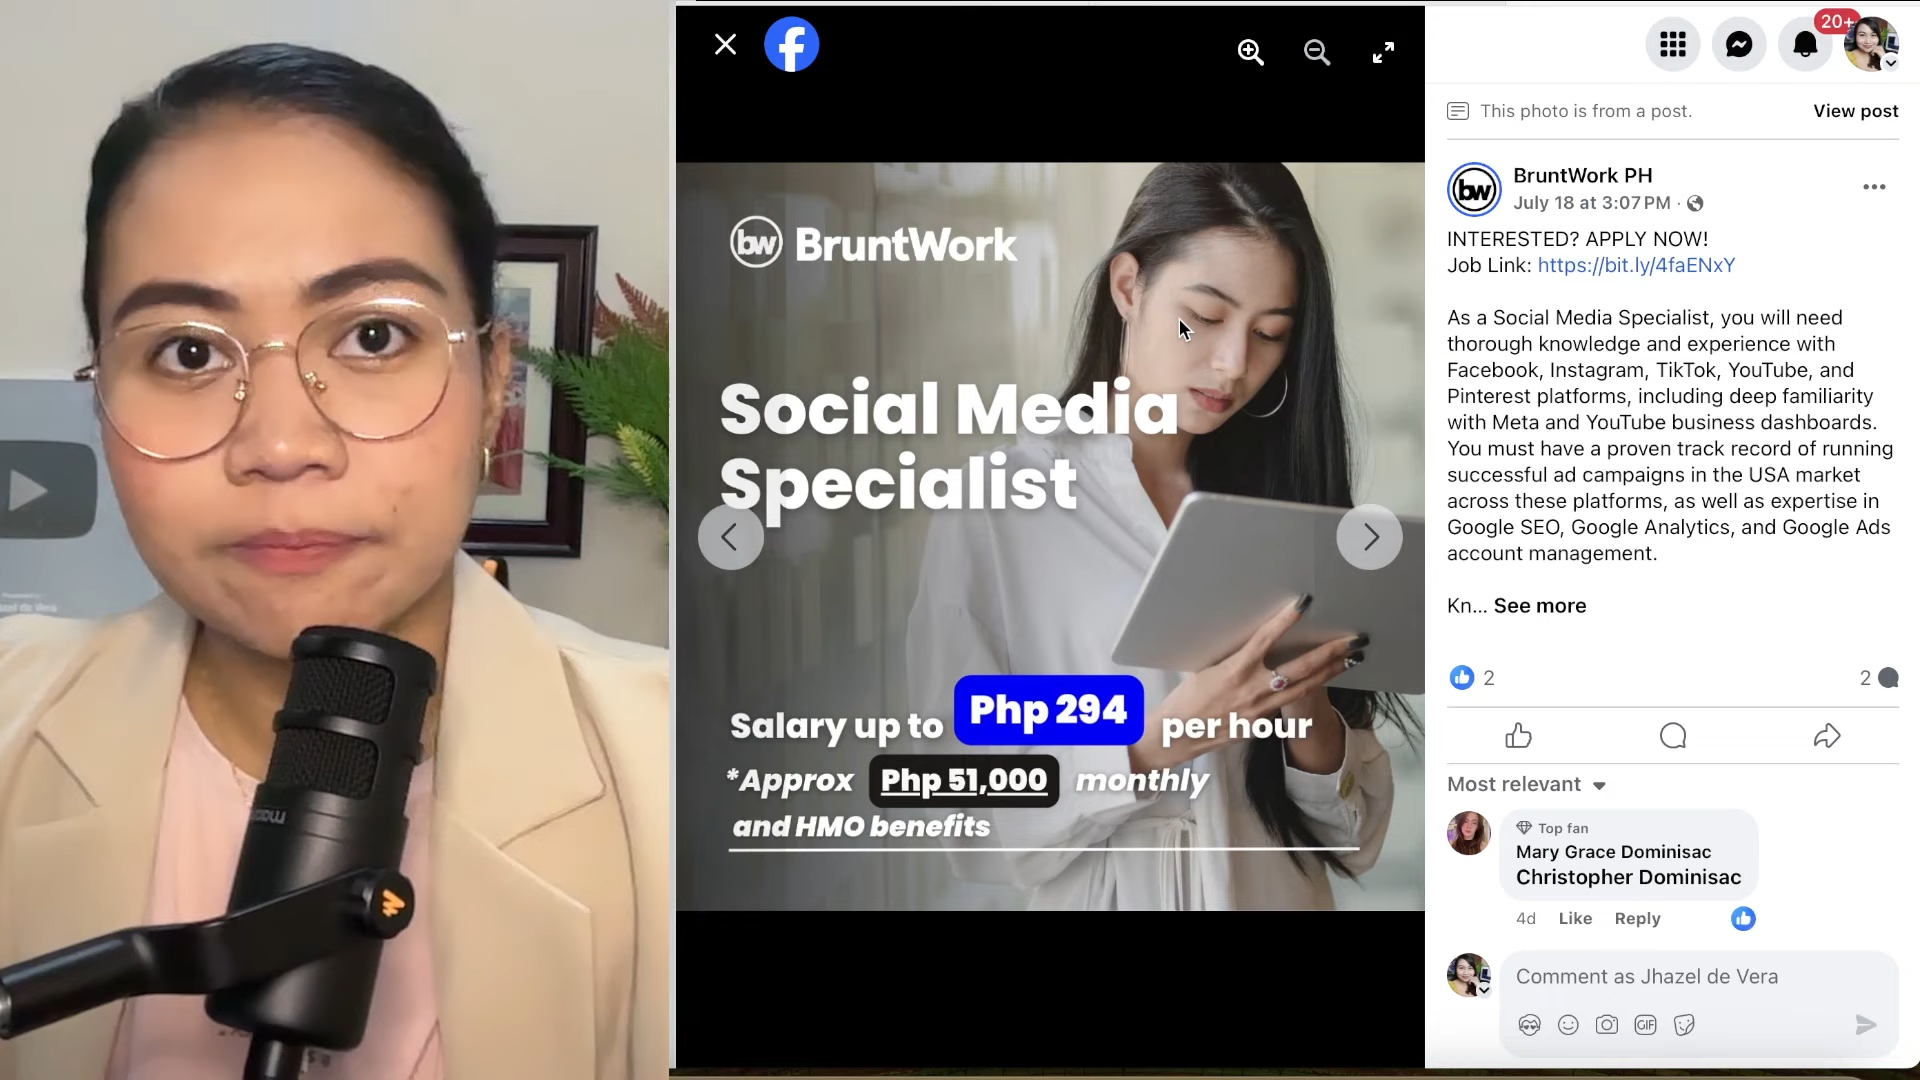 20+
This photo is from a post.
View post
bw
BruntWork PH
July 18 at 3:07 PM ·
INTERESTED? APPLY NOW!
Job Link: https://bit.ly/4faENxY
As a Social Media Specialist, you will need
thorough knowledge and experience with
Facebook, Instagram, TikTok, YouTube, and
Pinterest platforms, including deep familiarity
with Meta and YouTube business dashboards.
You must have a proven track record of running
successful ad campaigns in the USA market
across these platforms, as well as expertise in
Google SEO, Google Analytics, and Google Ads
account management.
Kn... See more
2
2
Most relevant
Top fan
Mary Grace Dominisac
Christopher Dominisac
4d Like Reply
Comment as Jhazel de Vera
GIF
bw BruntWork
Social Media
Specialist
Salary up to Php 294 per hour
*Approx Php 51,000 monthly
and HMO benefits